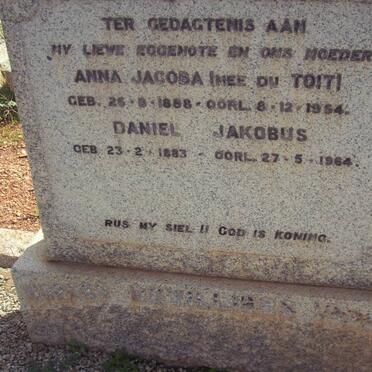 TER GEDAGTENIS AAN
MY LIEWE EGGENOTE EN ONS MOEDER
ANNA JACOBA (NEE DU TOIT)
GEB. 26-8-1888 - OORL. 8-12-1954.
DANIEL JAKOBUS
GEB 23-2-1883 - OORL. 27-5-1964.
RUS MY SIEL U GOD IS KONING.